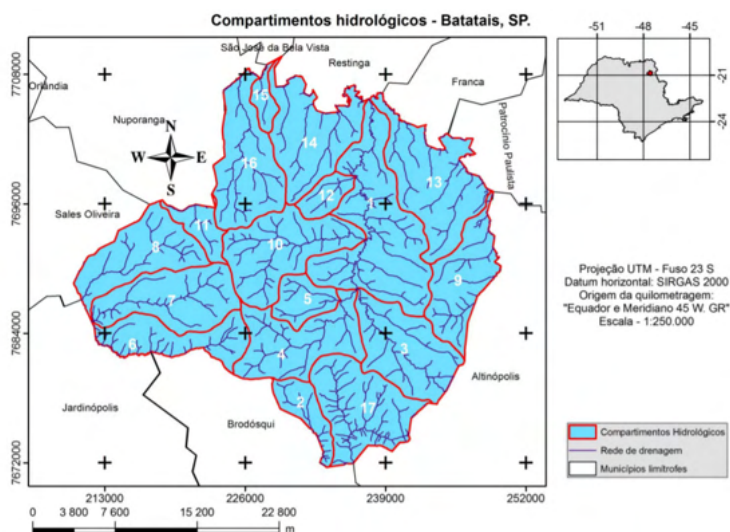 Compartimentos hidrológicos - Batatais, SP.
São José da Bela Vista
Restinga
Franca
Orlândia
Nuporanga
Patrocínio Paulista
Sales Oliveira
Altinópolis
Jardinópolis
Brodósqui
N
W E
S
15
14
16
13
12
1
11
10
8
9
7
5
6
4
3
2
17
7708000
7696000
7684000
7672000
213000
226000
239000
252000
0 3 800 7 600 15 200 22 800
m
-51 -48 -45
-21
-24
Projeção UTM - Fuso 23 S
Datum horizontal: SIRGAS 2000
Origem da quilometragem:
"Equador e Meridiano 45 W. GR"
Escala - 1:250.000
Compartimentos Hidrológicos
Rede de drenagem
Municípios limítrofes